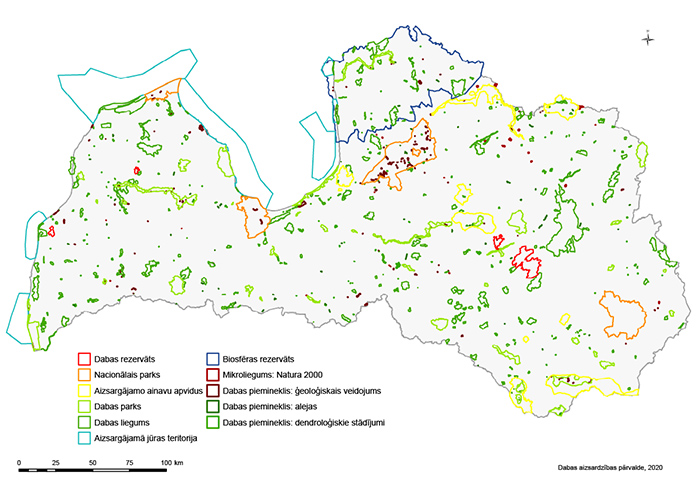 Dabas rezervāts
Nacionālais parks
Aizsargājamo ainavu apvidus
Dabas parks
Dabas liegums
Aizsargājamā jūras teritorija
Biosfēras rezervāts
Mikroliegums: Natura 2000
Dabas piemineklis: ģeoloģiskais veidojums
Dabas piemineklis: alejas
Dabas piemineklis: dendroloģiskie stādījumi
0 25 50 75 100 km
Dabas aizsardzības pārvalde, 2020